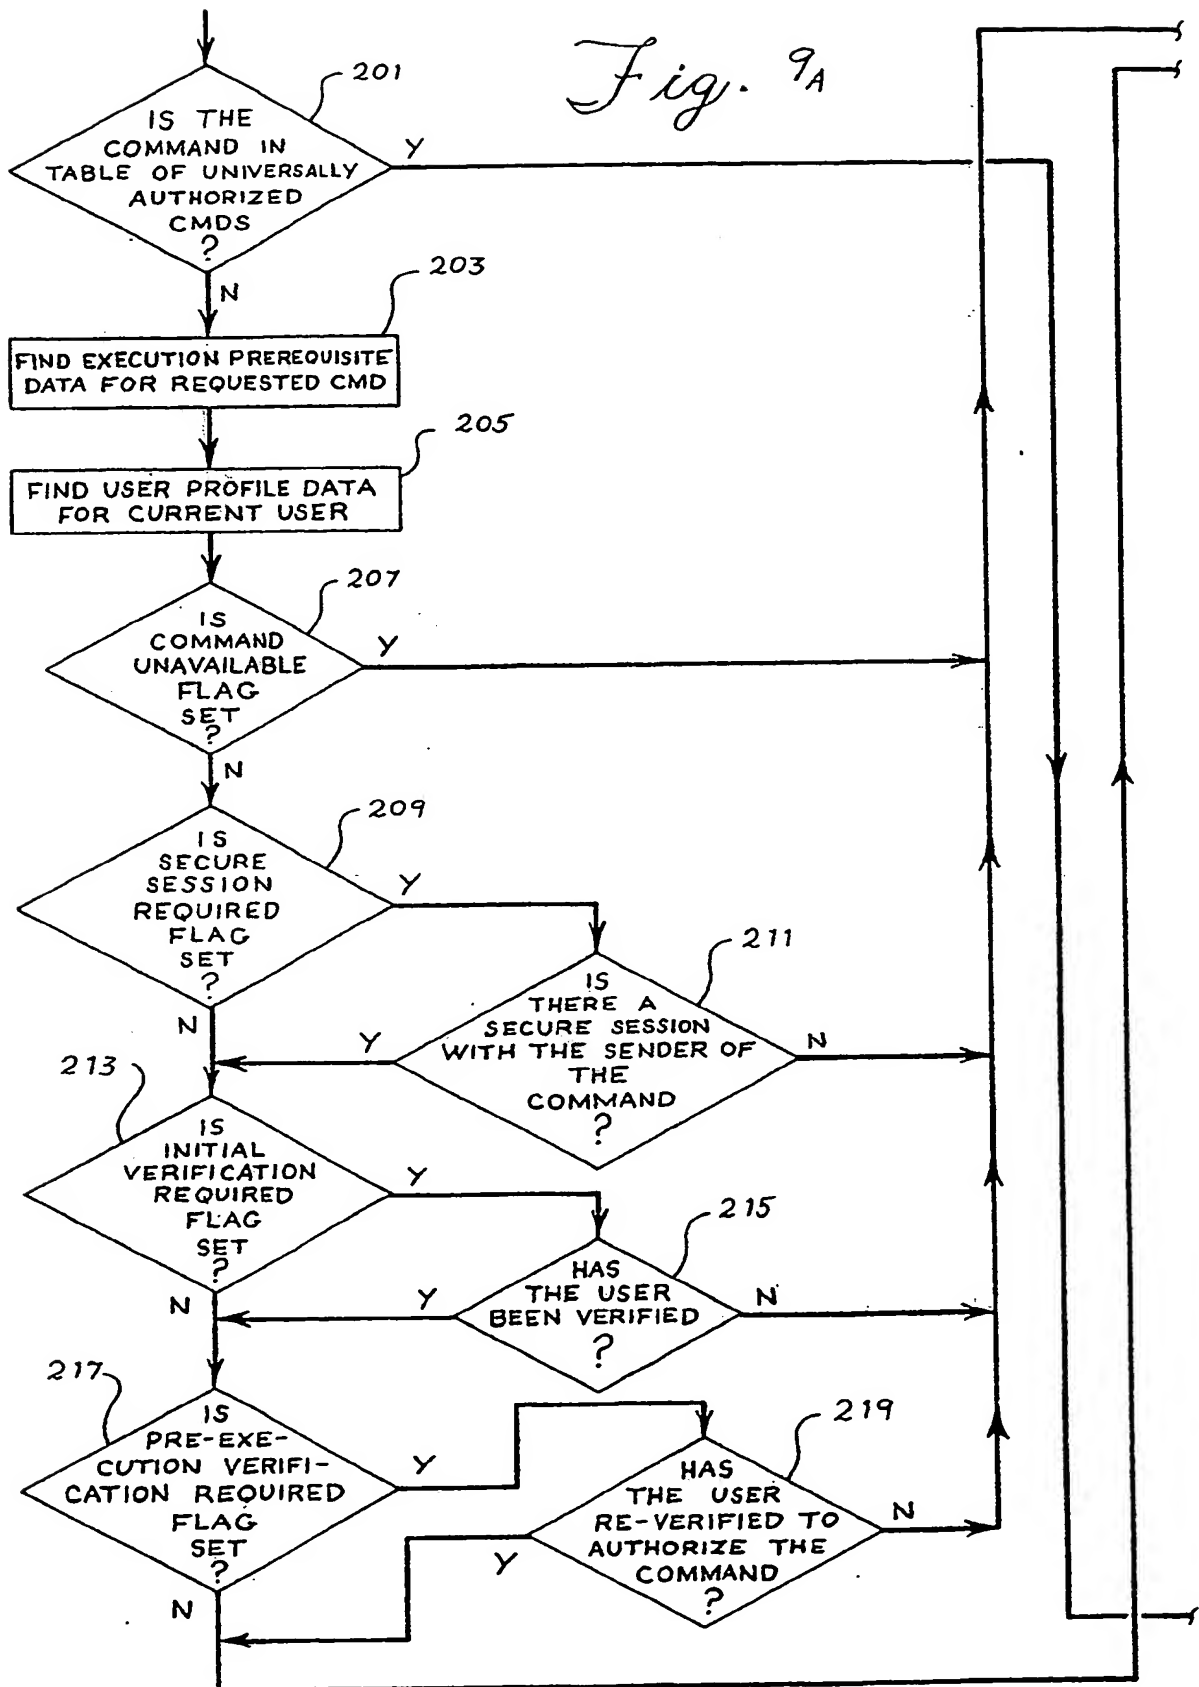 Fig. 9A
201
IS THE
COMMAND IN
TABLE OF UNIVERSALLY
AUTHORIZED
CMDS
?
Y
N
203
FIND EXECUTION PREREQUISITE
DATA FOR REQUESTED CMD
205
FIND USER PROFILE DATA
FOR CURRENT USER
207
IS
COMMAND
UNAVAILABLE
FLAG
SET
?
Y
N
209
IS
SECURE
SESSION
REQUIRED
FLAG
SET
?
Y
N
211
IS
THERE A
SECURE SESSION
WITH THE SENDER OF
THE
COMMAND
?
Y
N
213
IS
INITIAL
VERIFICATION
REQUIRED
FLAG
SET
?
Y
N
215
HAS
THE USER
BEEN VERIFIED
?
Y
N
217
IS
PRE-EXE-
CUTION VERIFI-
CATION REQUIRED
FLAG
SET
?
Y
N
219
HAS
THE USER
RE-VERIFIED TO
AUTHORIZE THE
COMMAND
?
Y
N